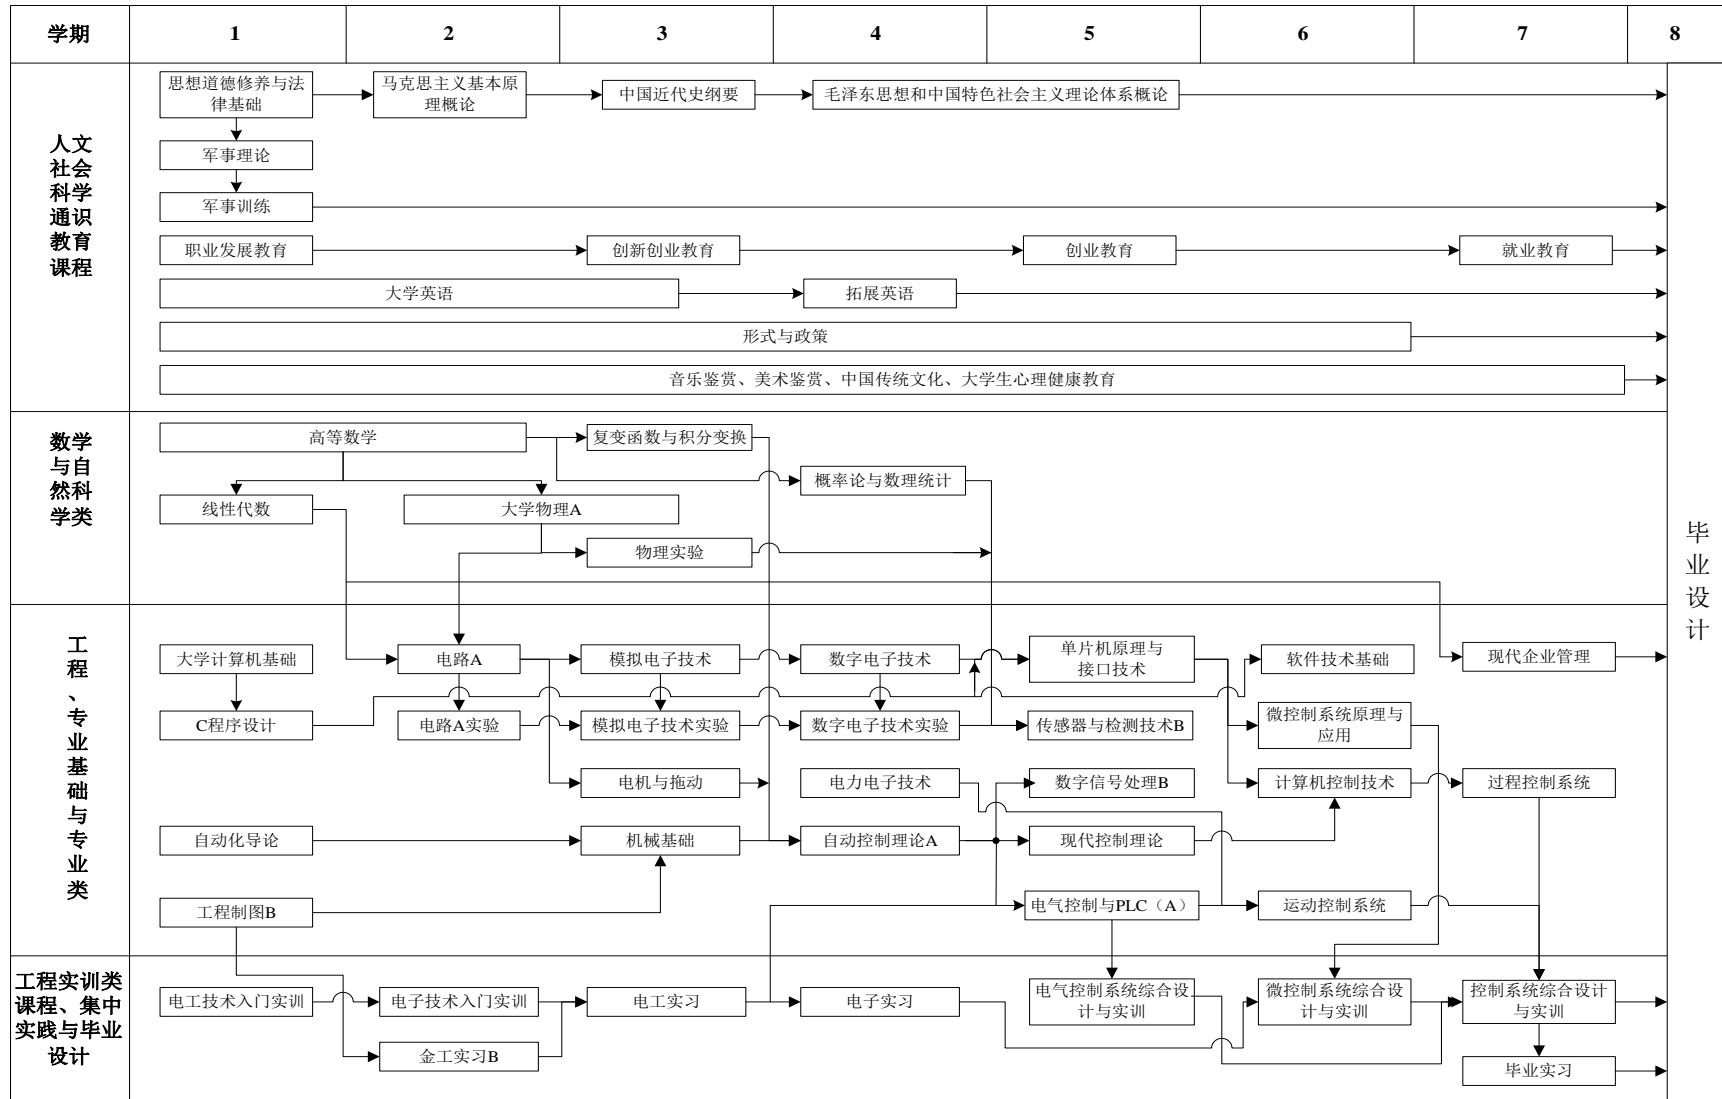 学期
1
2
3
4
5
6
7
8
人文
社会
科学
通识
教育
课程
思想道德修养与法
律基础
马克思主义基本原
理概论
中国近代史纲要
毛泽东思想和中国特色社会主义理论体系概论
军事理论
军事训练
职业发展教育
创新创业教育
创业教育
就业教育
大学英语
拓展英语
形式与政策
音乐鉴赏、美术鉴赏、中国传统文化、大学生心理健康教育
数学
与自
然科
学类
高等数学
复变函数与积分变换
概率论与数理统计
线性代数
大学物理A
物理实验
工
程
、
专
业
基
础
与
专
业
类
大学计算机基础
电路A
模拟电子技术
数字电子技术
单片机原理与
接口技术
软件技术基础
现代企业管理
C程序设计
电路A实验
模拟电子技术实验
数字电子技术实验
传感器与检测技术B
微控制系统原理与
应用
电机与拖动
电力电子技术
数字信号处理B
计算机控制技术
过程控制系统
自动化导论
机械基础
自动控制理论A
现代控制理论
工程制图B
电气控制与PLC（A）
运动控制系统
工程实训类
课程、集中
实践与毕业
设计
电工技术入门实训
电子技术入门实训
电工实习
电子实习
电气控制系统综合设
计与实训
微控制系统综合设
计与实训
控制系统综合设计
与实训
金工实习B
毕业实习
毕
业
设
计